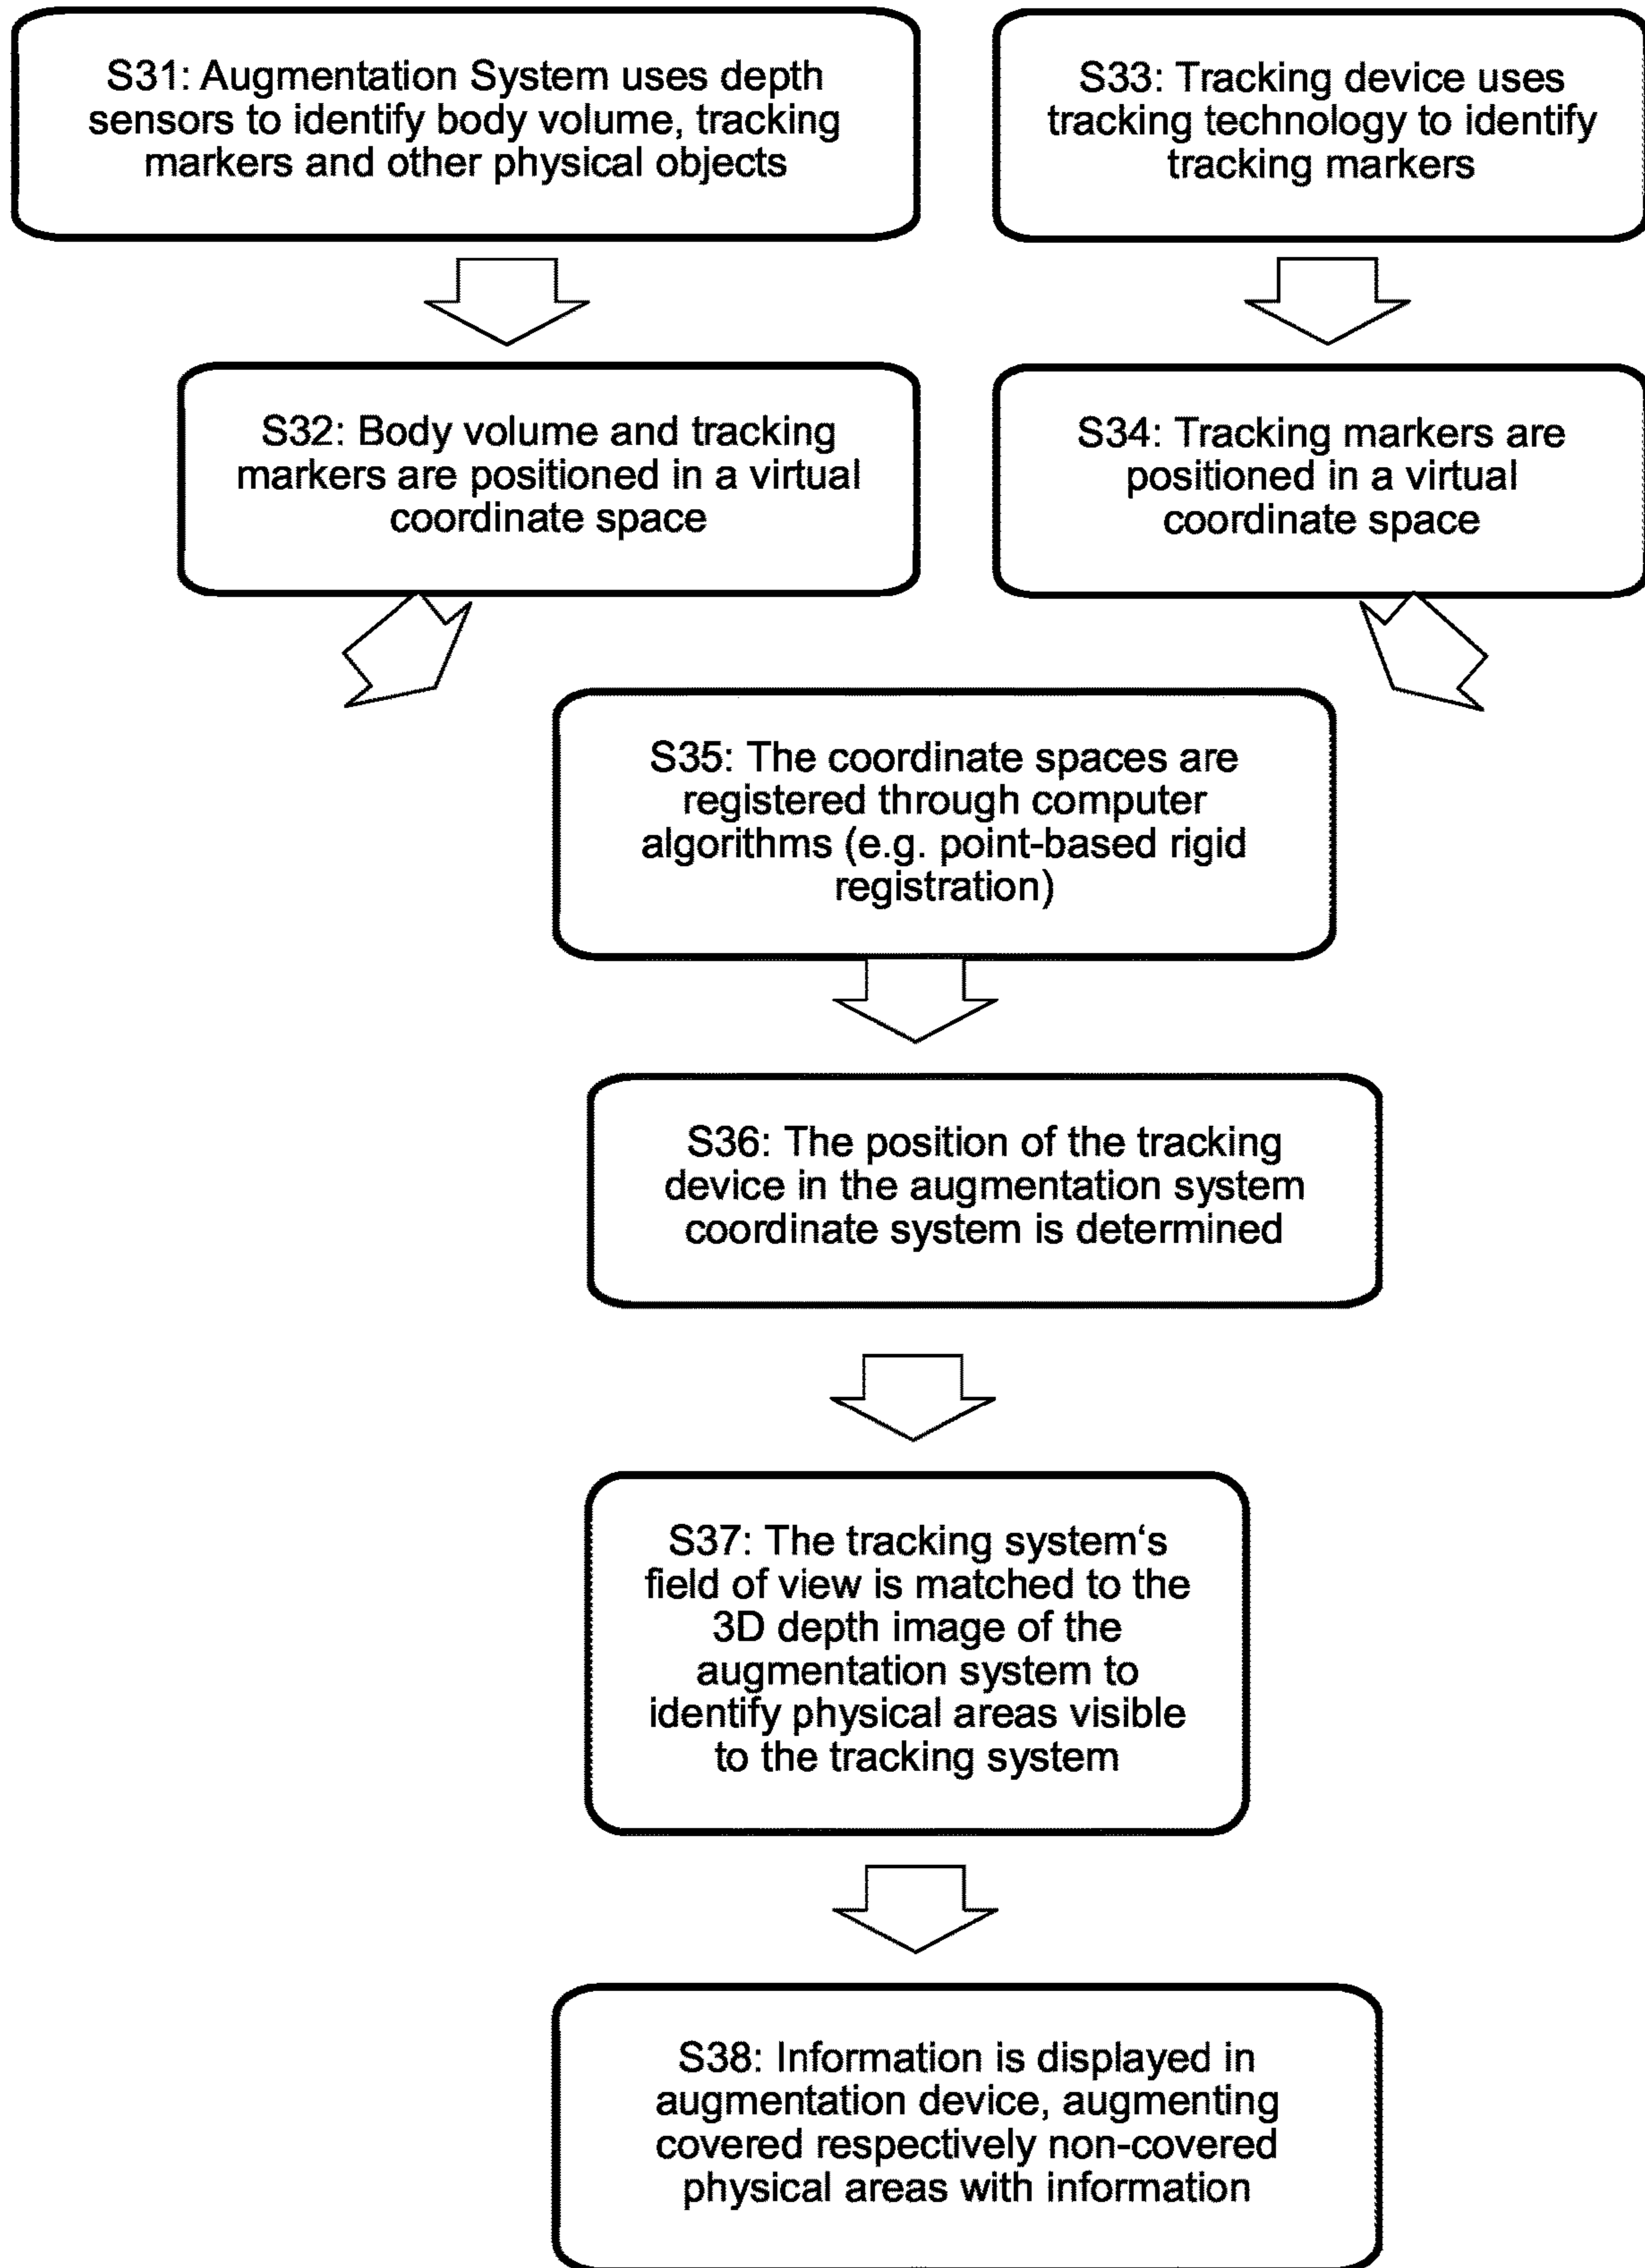 S31: Augmentation System uses depth
sensors to identify body volume, tracking
markers and other physical objects
S33: Tracking device uses
tracking technology to identify
tracking markers
S32: Body volume and tracking
markers are positioned in a virtual
coordinate space
S34: Tracking markers are
positioned in a virtual
coordinate space
S35: The coordinate spaces are
registered through computer
algorithms (e.g. point-based rigid
registration)
S36: The position of the tracking
device in the augmentation system
coordinate system is determined
S37: The tracking system‘s
field of view is matched to the
3D depth image of the
augmentation system to
identify physical areas visible
to the tracking system
S38: Information is displayed in
augmentation device, augmenting
covered respectively non-covered
physical areas with information